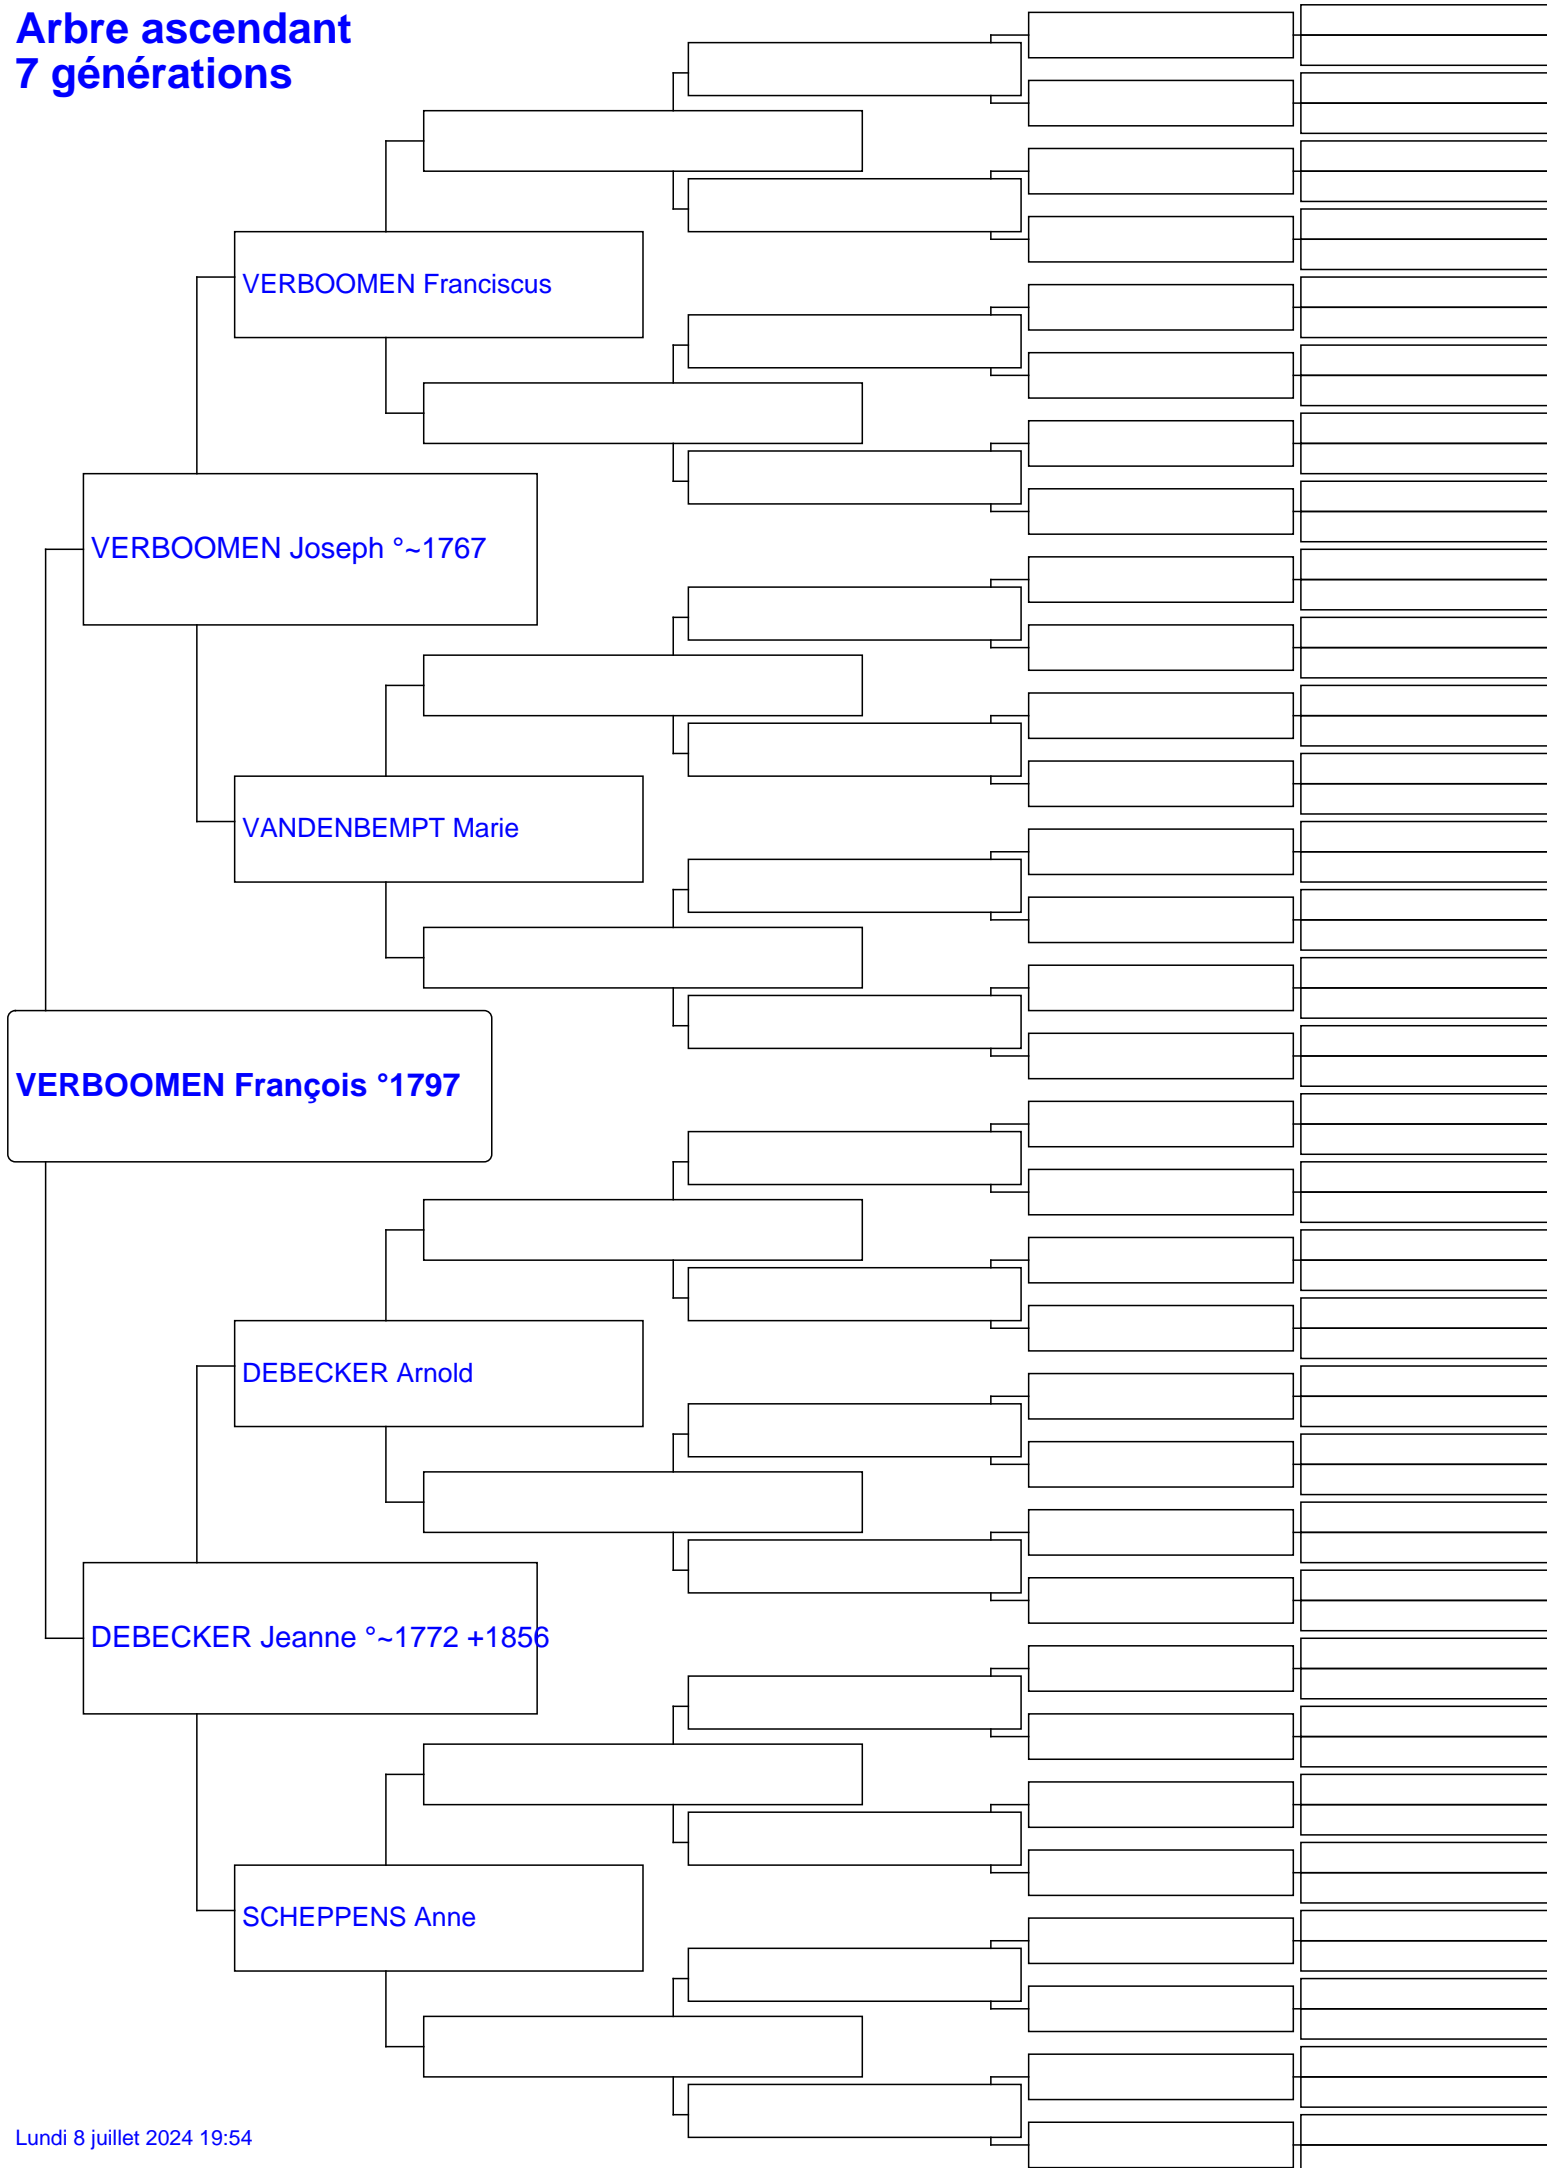 Arbre ascendant
7 générations
VERBOOMEN Franciscus
VERBOOMEN Joseph °~1767
VANDENBEMPT Marie
VERBOOMEN François °1797
DEBECKER Arnold
DEBECKER Jeanne °~1772 +1856
SCHEPPENS Anne
Lundi 8 juillet 2024 19:54